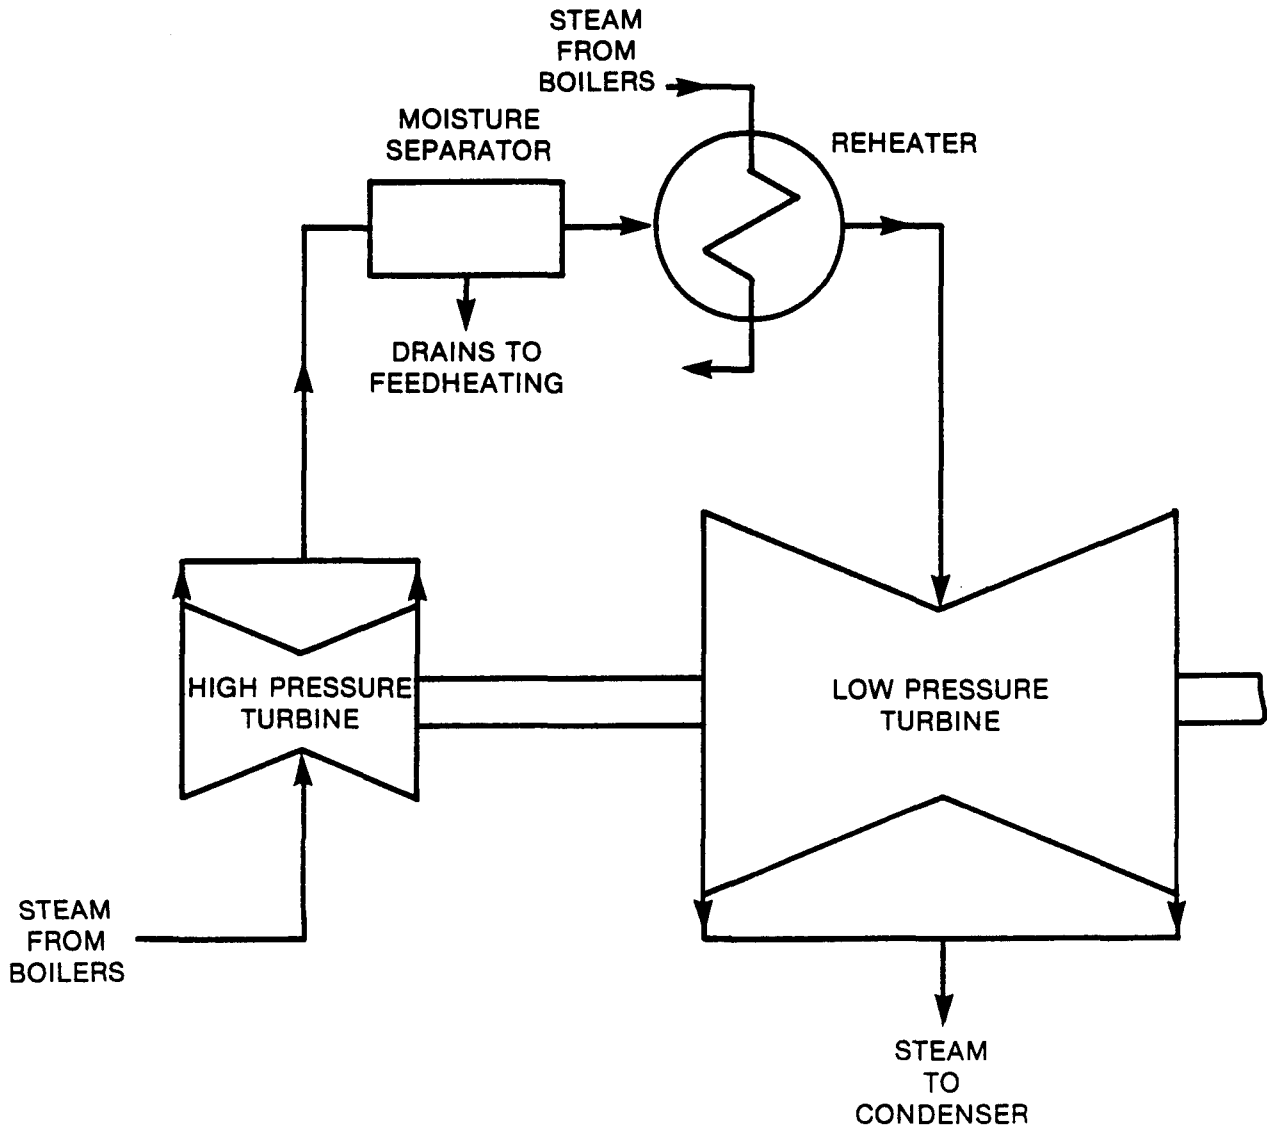 STEAM
FROM
BOILERS
MOISTURE
SEPARATOR
REHEATER
DRAINS TO
FEEDHEATING
HIGH PRESSURE
TURBINE
LOW PRESSURE
TURBINE
STEAM
FROM
BOILERS
STEAM
TO
CONDENSER